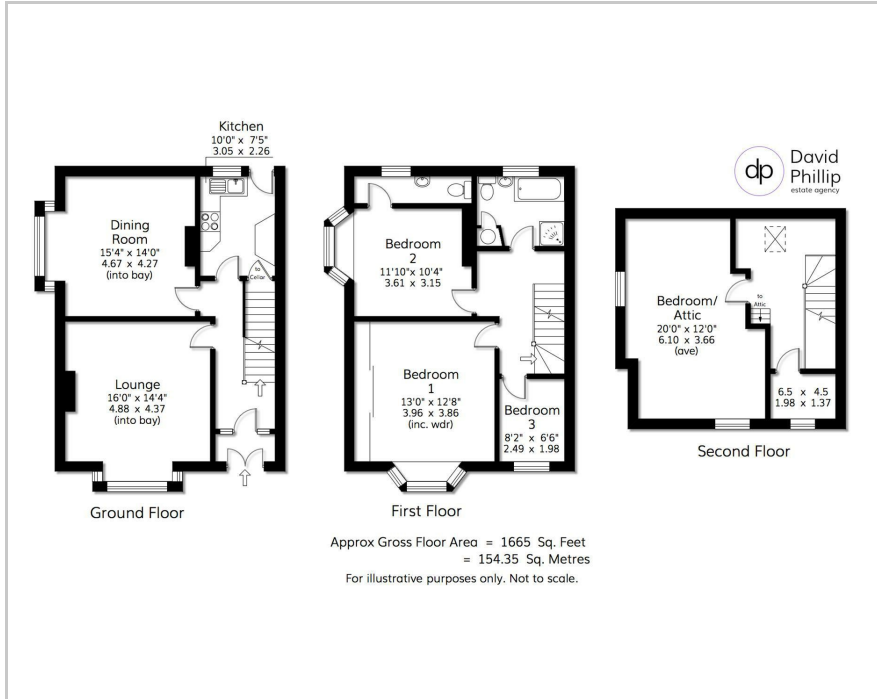 Kitchen
10'0" x 7'5"
3.05 x 2.26
Dining
Room
15'4" x 14'0"
4.67 x 4.27
(into bay)
to
Cellar
Lounge
16'0" x 14'4"
4.88 x 4.37
(into bay)
Ground Floor
Bedroom
2
11'10"x 10'4"
3.61 x 3.15
Bedroom
1
13'0" x 12'8"
3.96 x 3.86
(inc. wdr)
Bedroom
3
8'2" x 6'6"
2.49 x 1.98
First Floor
dp
David
Phillip
estate agency
Bedroom/
Attic
20'0" x 12'0"
6.10 x 3.66
(ave)
to
Attic
6.5 x 4.5
1.98 x 1.37
Second Floor
Approx Gross Floor Area = 1665 Sq. Feet
= 154.35 Sq. Metres
For illustrative purposes only. Not to scale.